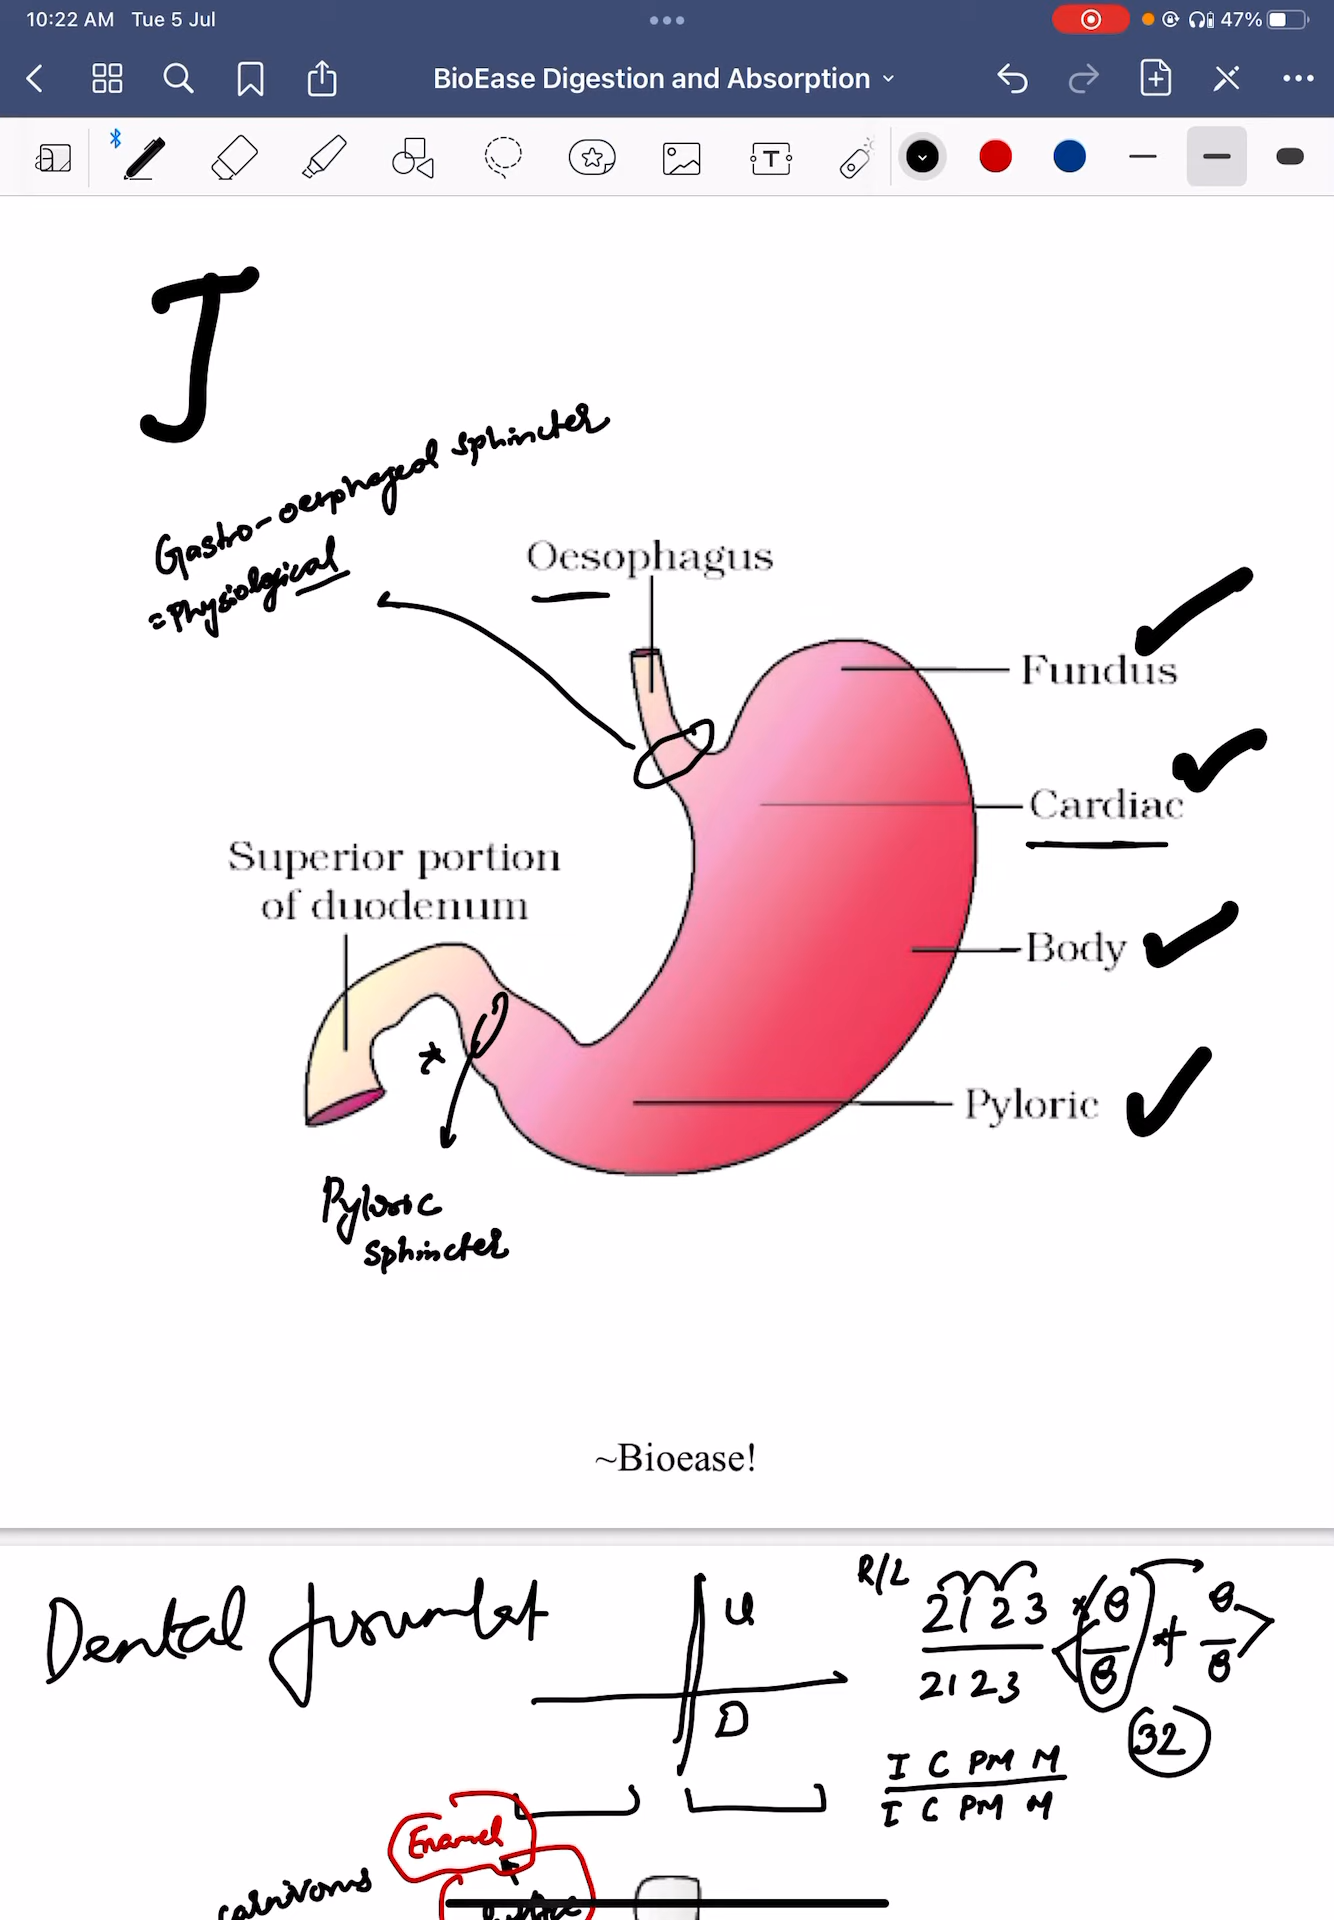 10:22 AM Tue 5 Jul
47%
BioEase Digestion and Absorption
T
J
Gastro-oesphageal sphincter
= Physiological
Oesophagus
Fundus
Cardiac
Superior portion
of duodenum
Body
Pyloric
Pyloric
sphincter
~Bioease!
Dental
U
D
R/L
2123
2123
8
8
+
8
8
32
I C PM M
I C PM M
Enamel
carnivorous